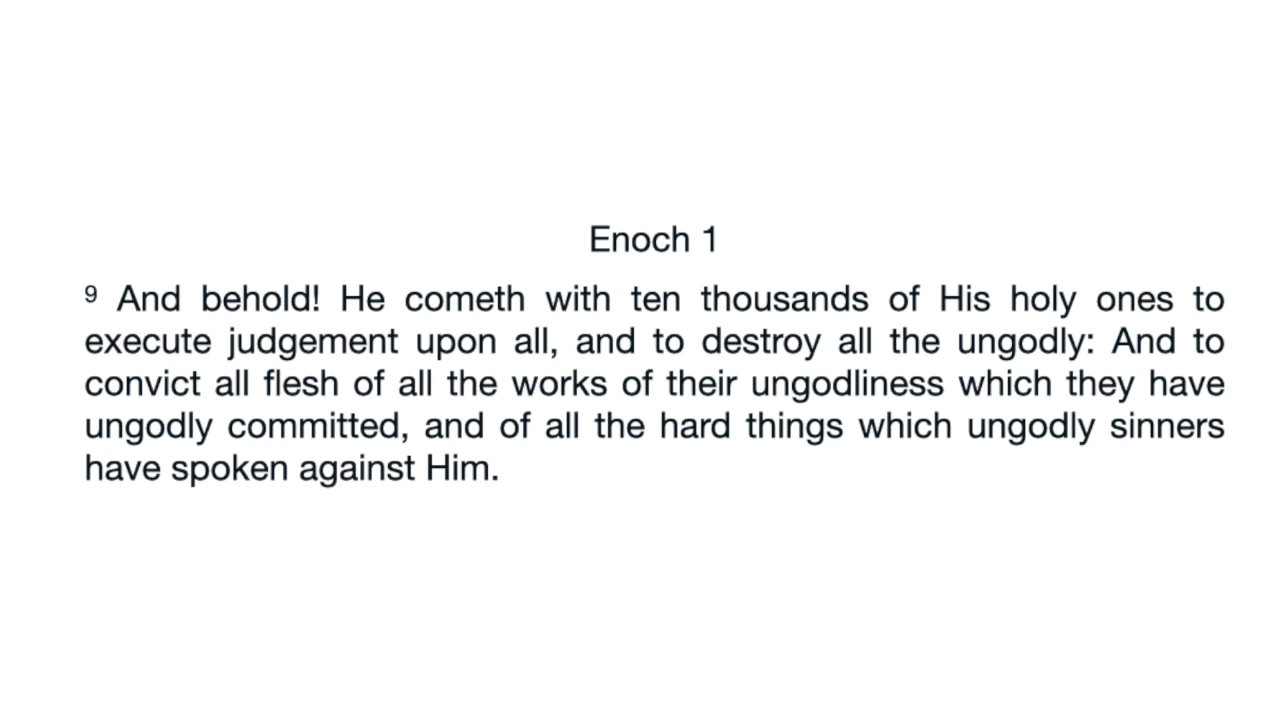 Enoch 1
9 And behold! He cometh with ten thousands of His holy ones to
execute judgement upon all, and to destroy all the ungodly: And to
convict all flesh of all the works of their ungodliness which they have
ungodly committed, and of all the hard things which ungodly sinners
have spoken against Him.